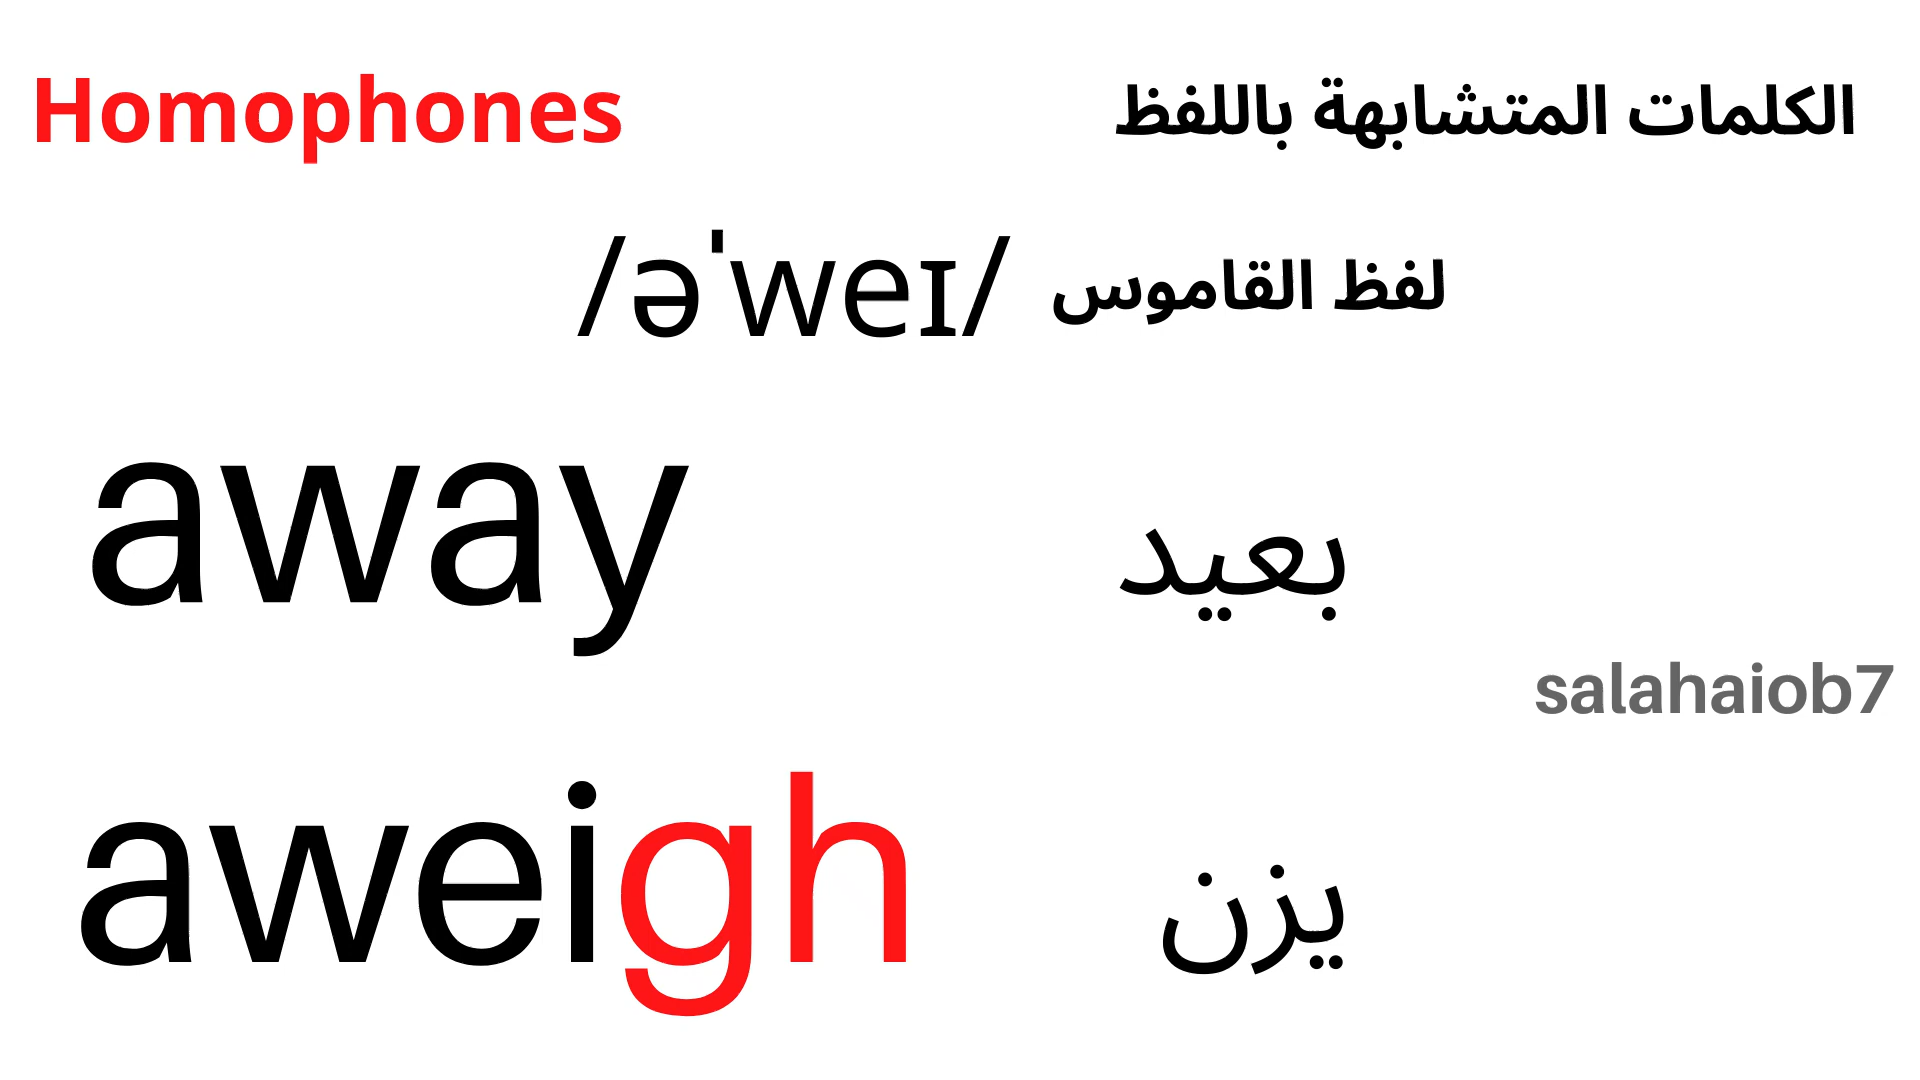 Homophones الكلمات المتشابهة باللفظ
/əˈweɪ/ لفظ القاموس
away بعيد
salahaiob7
aweigh يزن